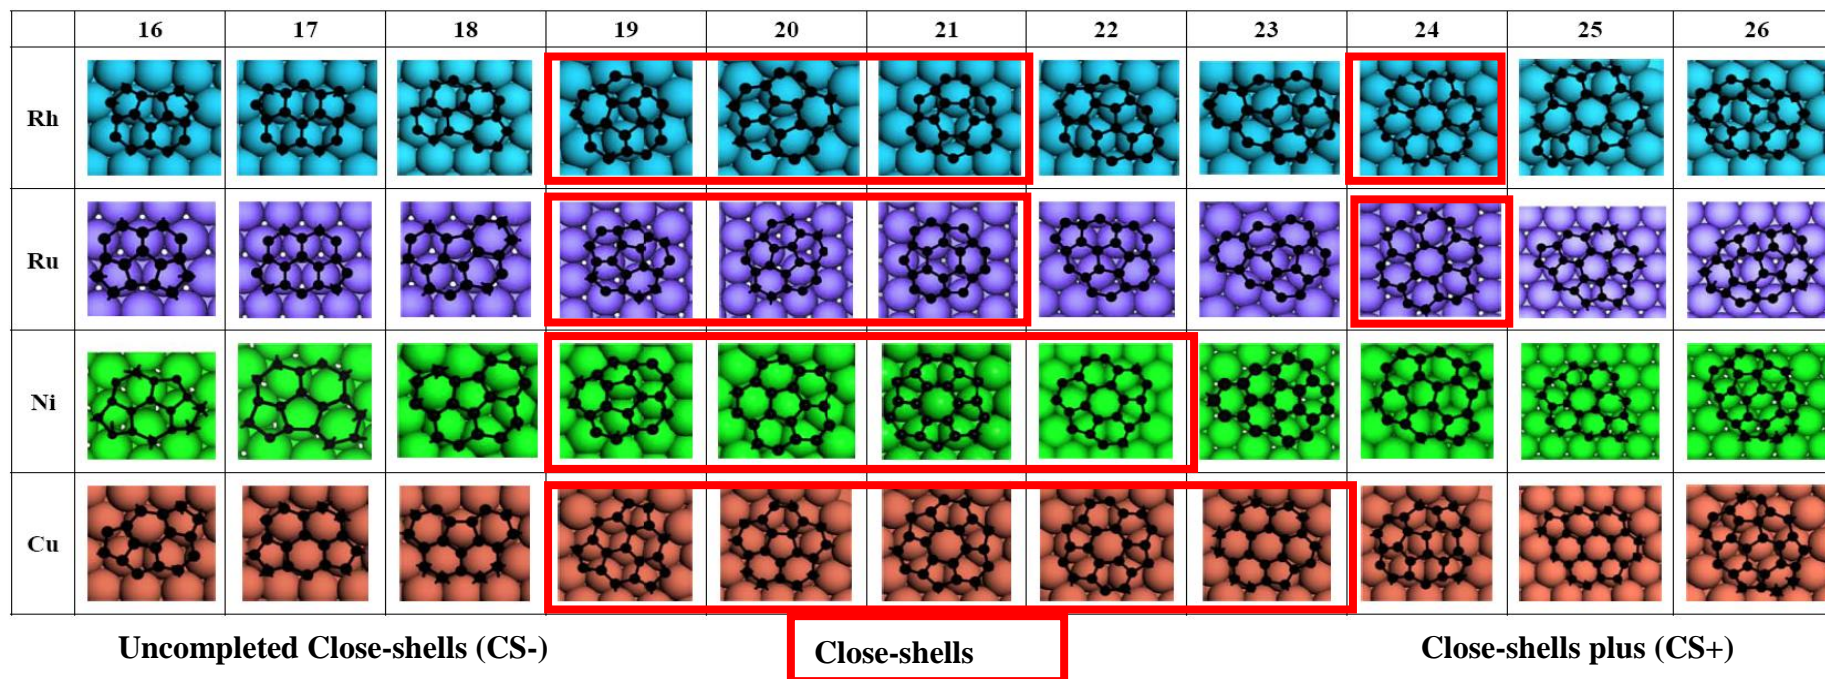 16 17 18 19 20 21 22 23 24 25 26
Rh
Ru
Ni
Cu
Uncompleted Close-shells (CS-) Close-shells Close-shells plus (CS+)